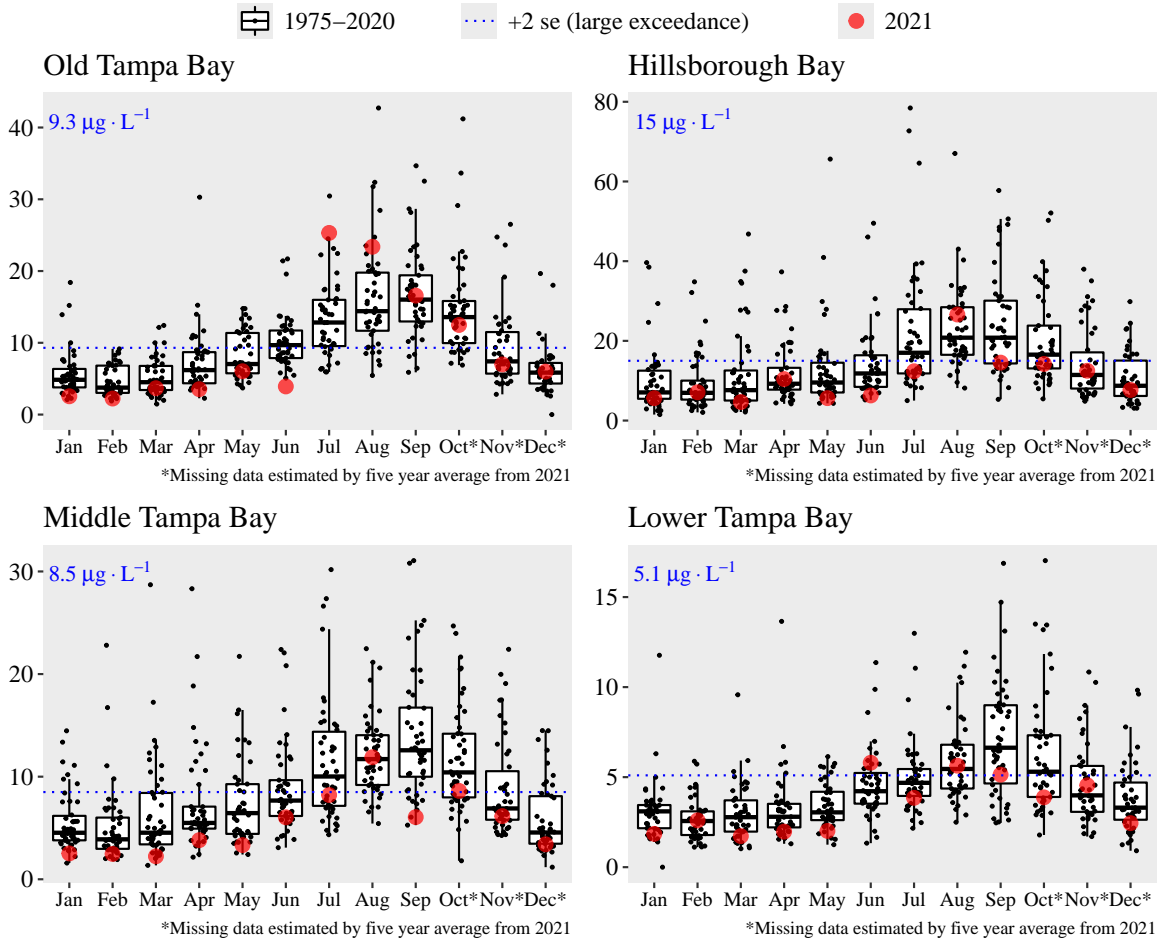 1975−2020 +2 se (large exceedance) 2021
Old Tampa Bay
9.3 μg · L⁻¹
40
30
20
10
0
Jan Feb Mar Apr May Jun Jul Aug Sep Oct* Nov* Dec*
*Missing data estimated by five year average from 2021
Hillsborough Bay
15 μg · L⁻¹
80
60
40
20
0
Jan Feb Mar Apr May Jun Jul Aug Sep Oct* Nov* Dec*
*Missing data estimated by five year average from 2021
Middle Tampa Bay
8.5 μg · L⁻¹
30
20
10
0
Jan Feb Mar Apr May Jun Jul Aug Sep Oct* Nov* Dec*
*Missing data estimated by five year average from 2021
Lower Tampa Bay
5.1 μg · L⁻¹
15
10
5
0
Jan Feb Mar Apr May Jun Jul Aug Sep Oct* Nov* Dec*
*Missing data estimated by five year average from 2021